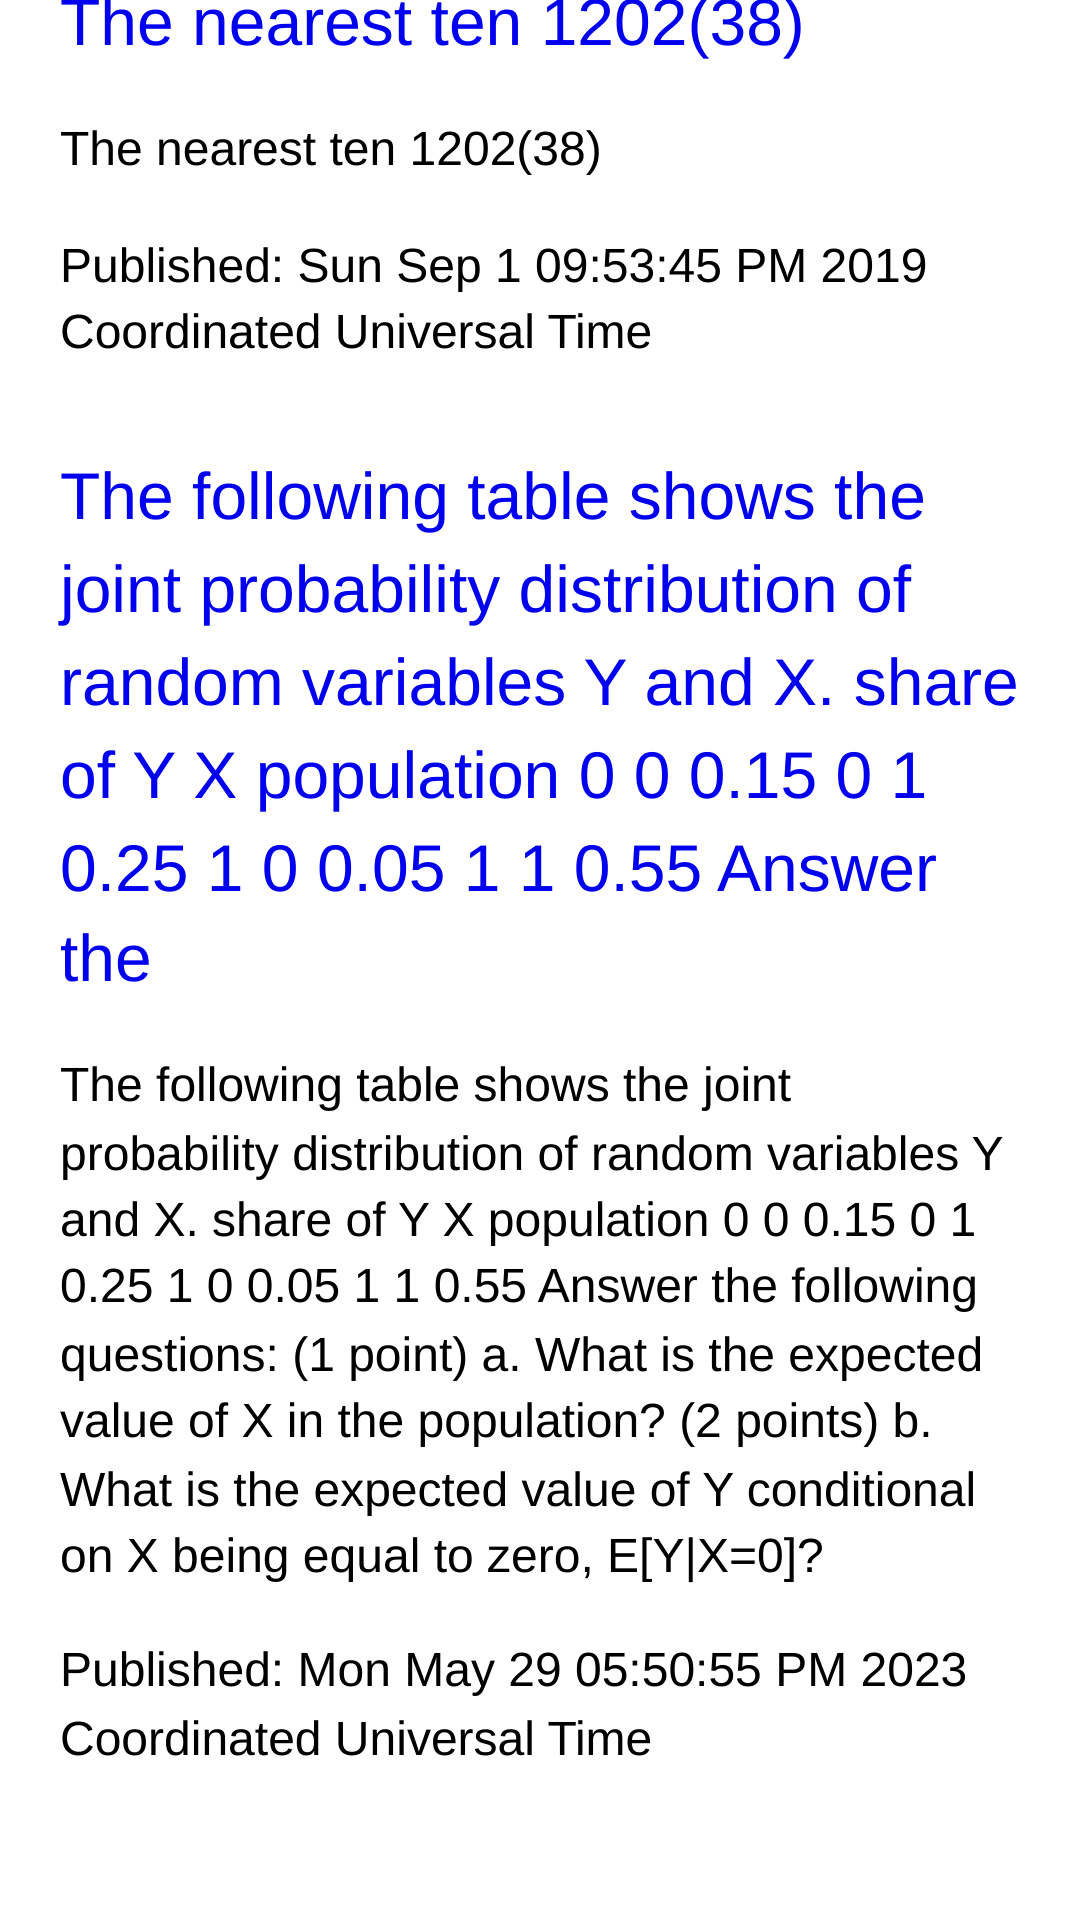 The nearest ten 1202(38)
The nearest ten 1202(38)
Published: Sun Sep 1 09:53:45 PM 2019
Coordinated Universal Time
The following table shows the
joint probability distribution of
random variables Y and X. share
of Y X population 0 0 0.15 0 1
0.25 1 0 0.05 1 1 0.55 Answer
the
The following table shows the joint
probability distribution of random variables Y
and X. share of Y X population 0 0 0.15 0 1
0.25 1 0 0.05 1 1 0.55 Answer the following
questions: (1 point) a. What is the expected
value of X in the population? (2 points) b.
What is the expected value of Y conditional
on X being equal to zero, E[Y|X=0]?
Published: Mon May 29 05:50:55 PM 2023
Coordinated Universal Time